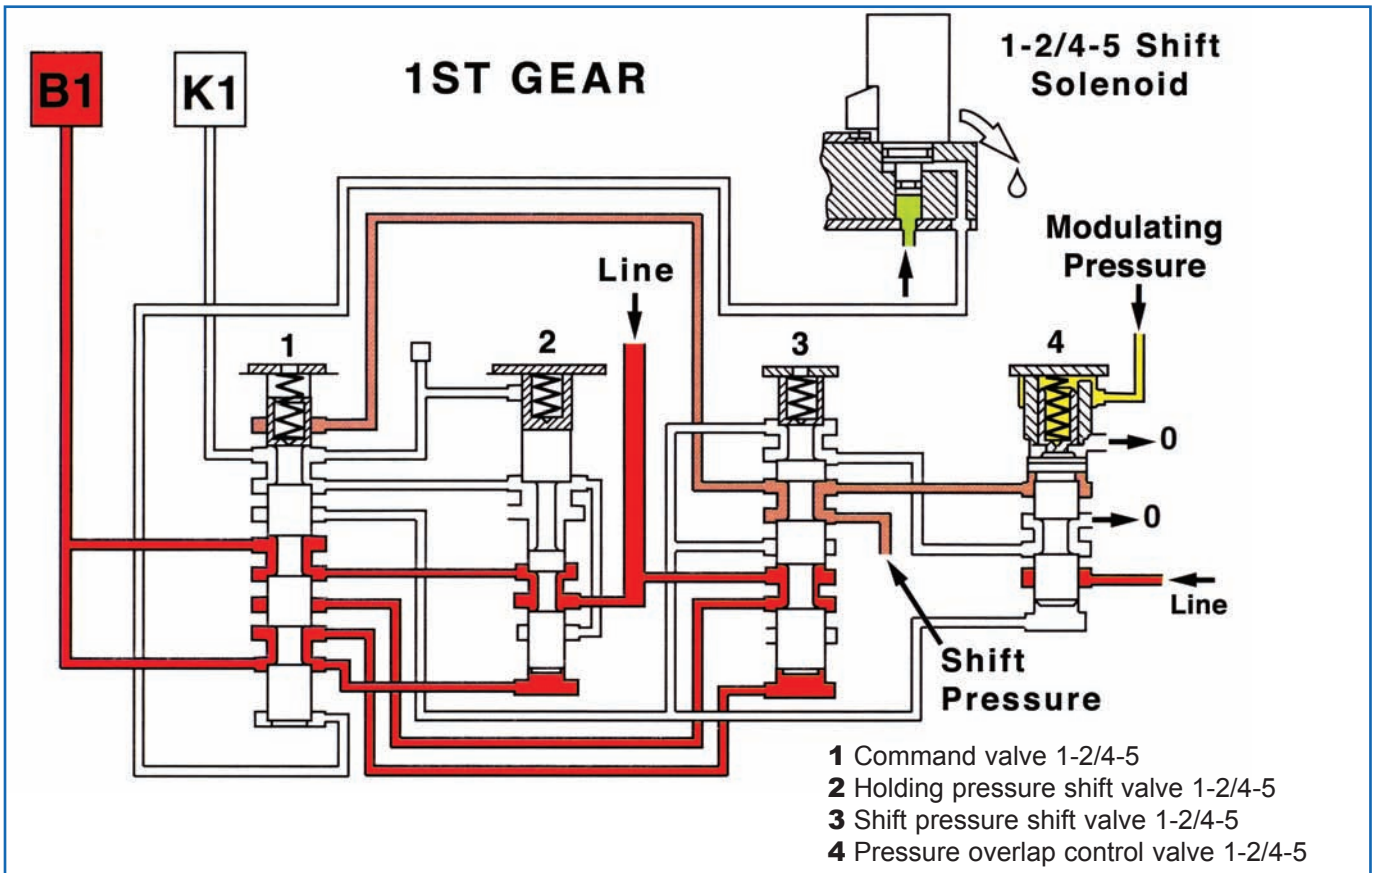 B1
K1
1ST GEAR
1-2/4-5 Shift
Solenoid
Modulating
Pressure
Line
1
2
3
4
0
0
Line
Shift
Pressure
1 Command valve 1-2/4-5
2 Holding pressure shift valve 1-2/4-5
3 Shift pressure shift valve 1-2/4-5
4 Pressure overlap control valve 1-2/4-5